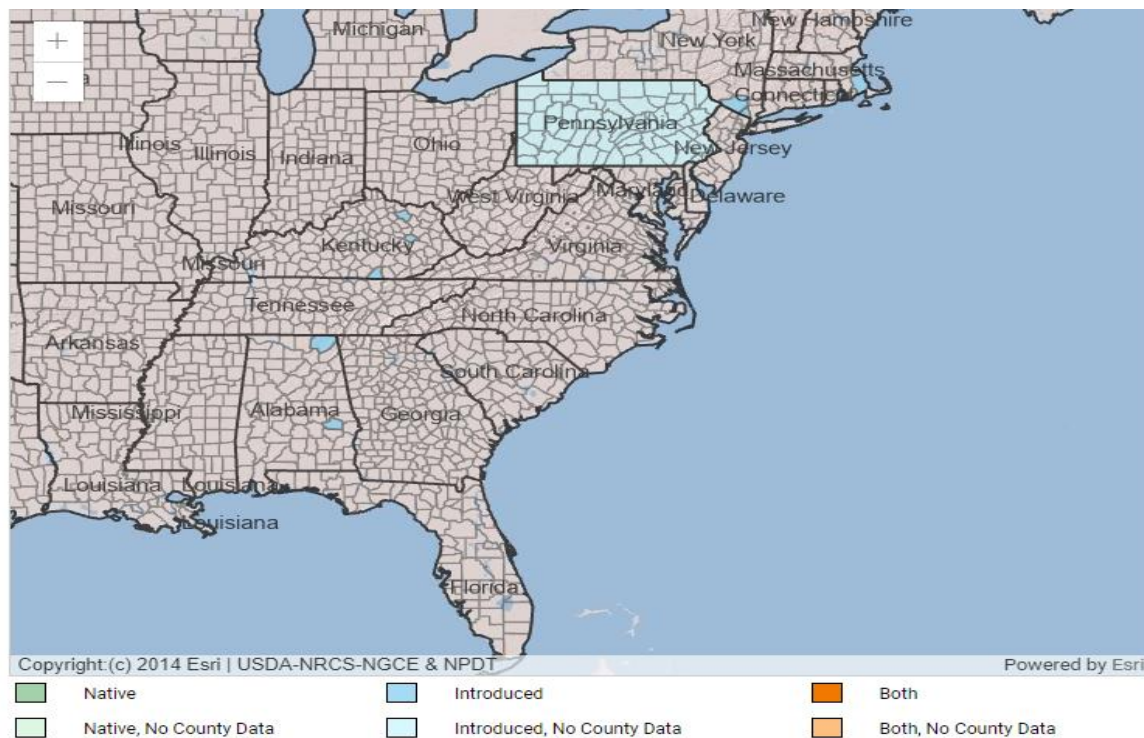 Michigan
New Hampshire
New York
+
−
a
Massachusetts
Connecticut
Pennsylvania
Illinois
Illinois
Indiana
Ohio
New Jersey
West Virginia
Maryland
Delaware
Missouri
Kentucky
Virginia
Missouri
Tennessee
North Carolina
Arkansas
South Carolina
Mississippi
Alabama
Georgia
Louisiana
Louisiana
Louisiana
Florida
Copyright:(c) 2014 Esri | USDA-NRCS-NGCE & NPDT
Powered by Esri
Native
Introduced
Both
Native, No County Data
Introduced, No County Data
Both, No County Data